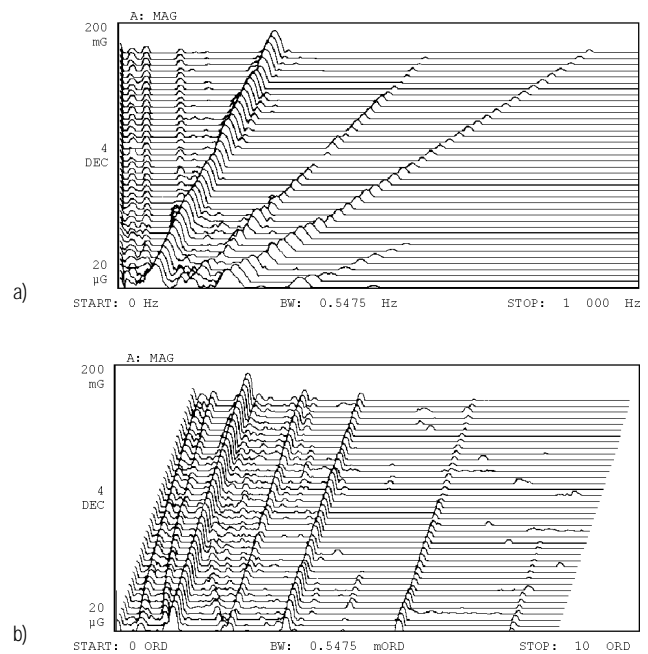 A: MAG
200
mG
4
DEC
20
µG
a)
START: 0 Hz BW: 0.5475 Hz STOP: 1 000 Hz
A: MAG
200
mG
4
DEC
20
µG
b)
START: 0 ORD BW: 0.5475 mORD STOP: 10 ORD